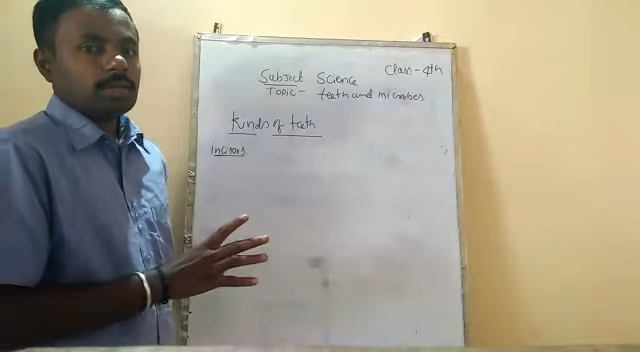 Class-4th
Subject Science
Topic- teeth and microbes
Kinds of teeth
Incisors